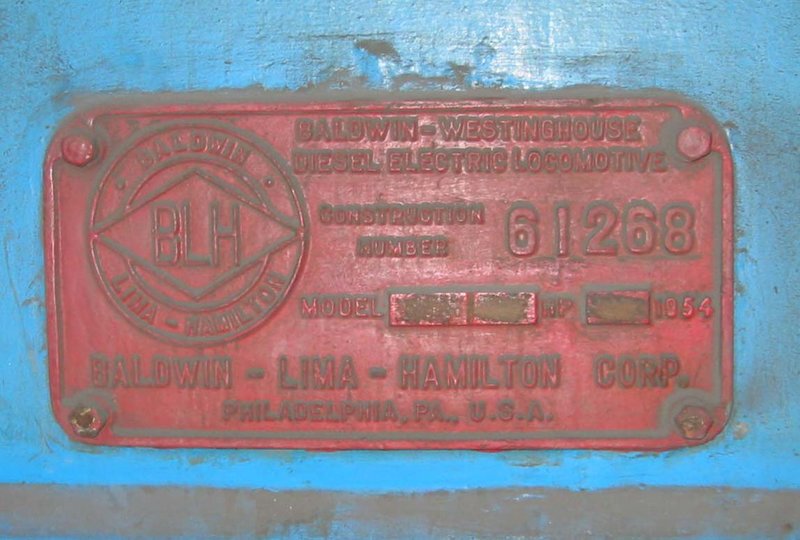 BALDWIN
BLH
LIMA - HAMILTON
BALDWIN - WESTINGHOUSE
DIESEL ELECTRIC LOCOMOTIVE
CONSTRUCTION
NUMBER
61268
MODEL HP 1954
BALDWIN - LIMA - HAMILTON CORP.
PHILADELPHIA, PA., U.S.A.